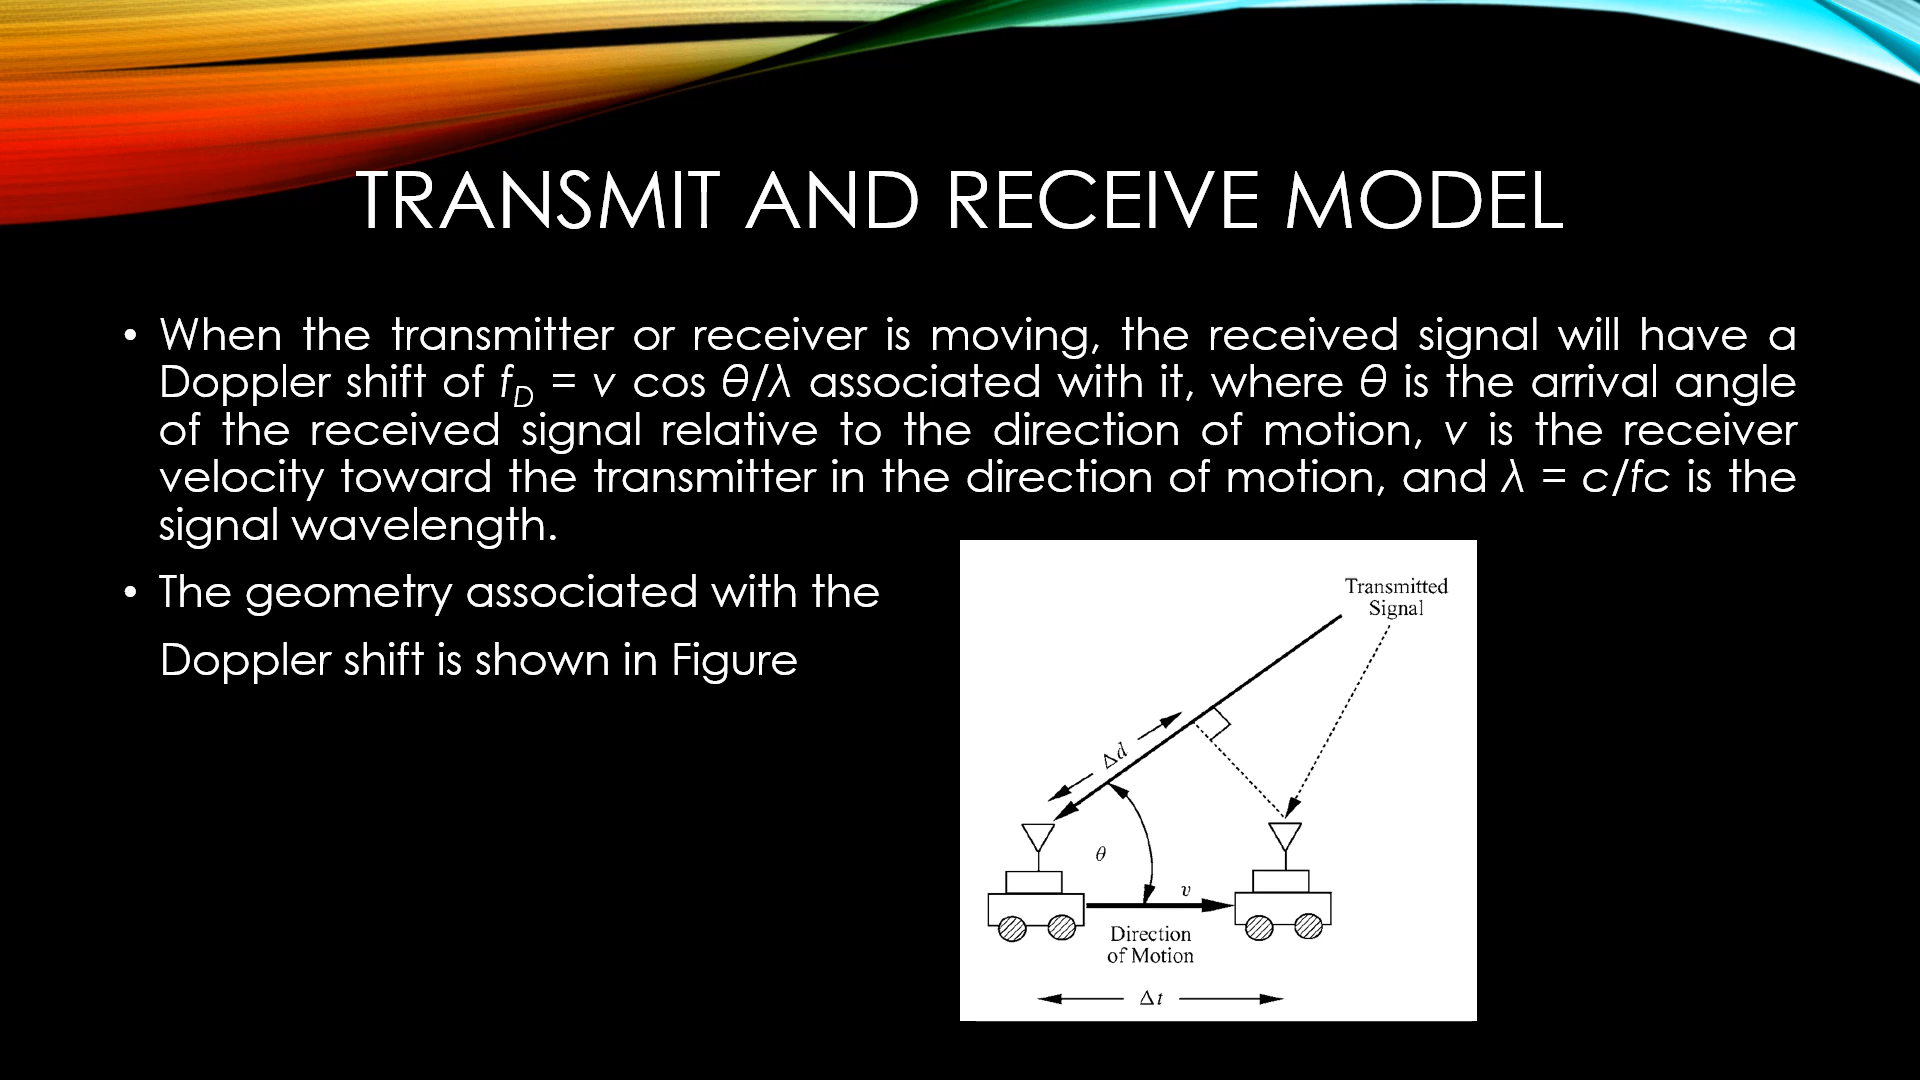 TRANSMIT AND RECEIVE MODEL
• When the transmitter or receiver is moving, the received signal will have a
Doppler shift of f_D = v cos θ/λ associated with it, where θ is the arrival angle
of the received signal relative to the direction of motion, v is the receiver
velocity toward the transmitter in the direction of motion, and λ = c/fc is the
signal wavelength.
• The geometry associated with the
Doppler shift is shown in Figure
Transmitted
Signal
Δd
θ
v
Direction
of Motion
Δt